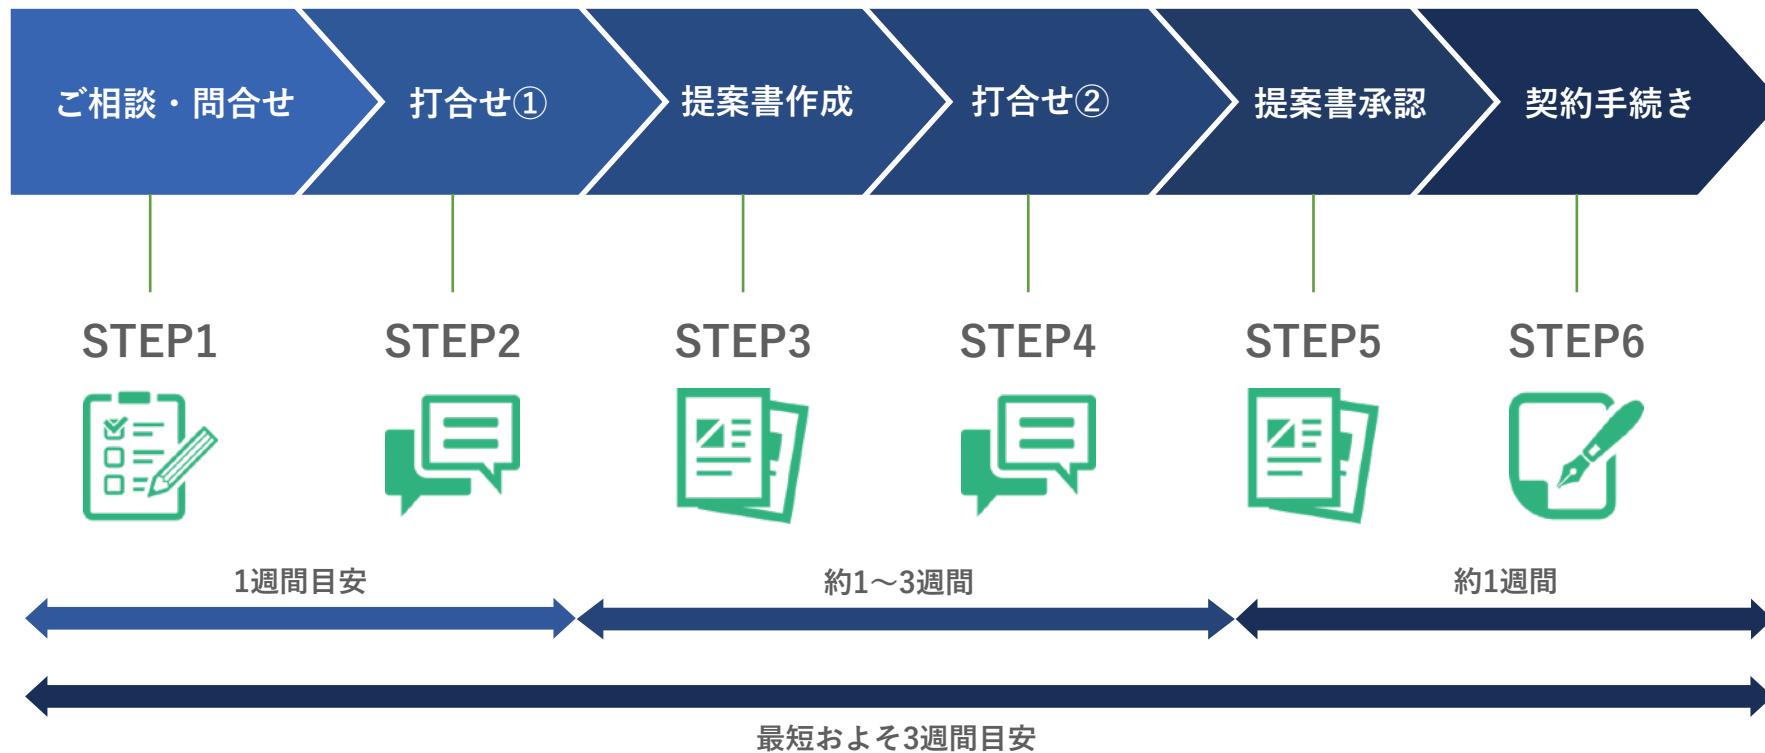 ご相談・問合せ
打合せ①
提案書作成
打合せ②
提案書承認
契約手続き
STEP1
STEP2
STEP3
STEP4
STEP5
STEP6
1週間目安
約1〜3週間
約1週間
最短およそ3週間目安